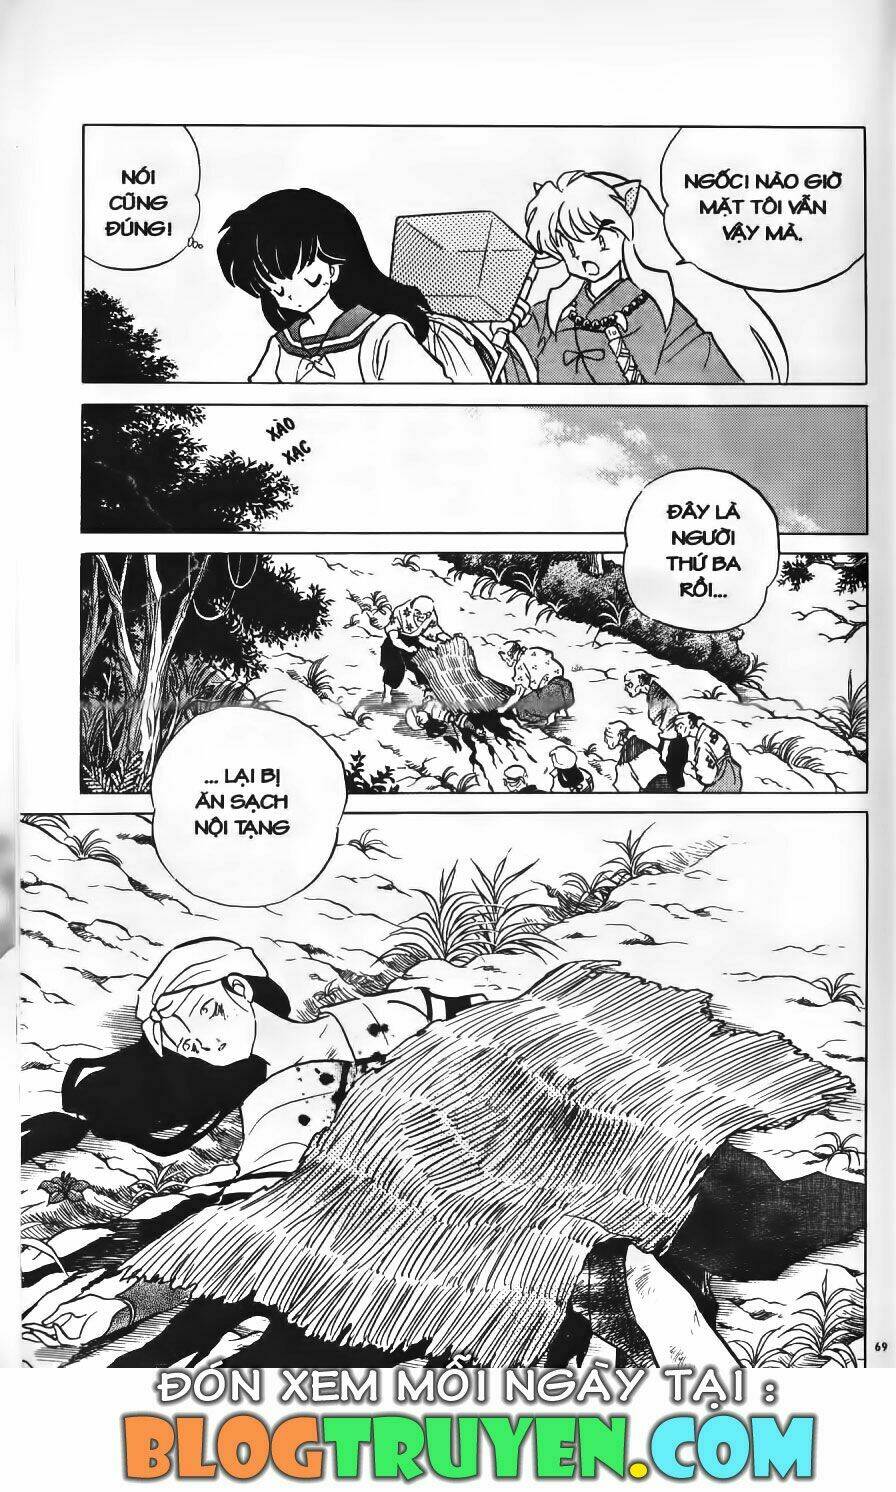 NGỐC! NÀO GIỜ
MẶT TÔI VẪN
VẬY MÀ.
NÓI
CŨNG
ĐÚNG!
XÀO
XẠC
ĐÂY LÀ
NGƯỜI
THỨ BA
RỒI...
... LẠI BỊ
ĂN SẠCH
NỘI TẠNG
69
ĐÓN XEM MỖI NGÀY TẠI :
BLOGTRUYEN.COM